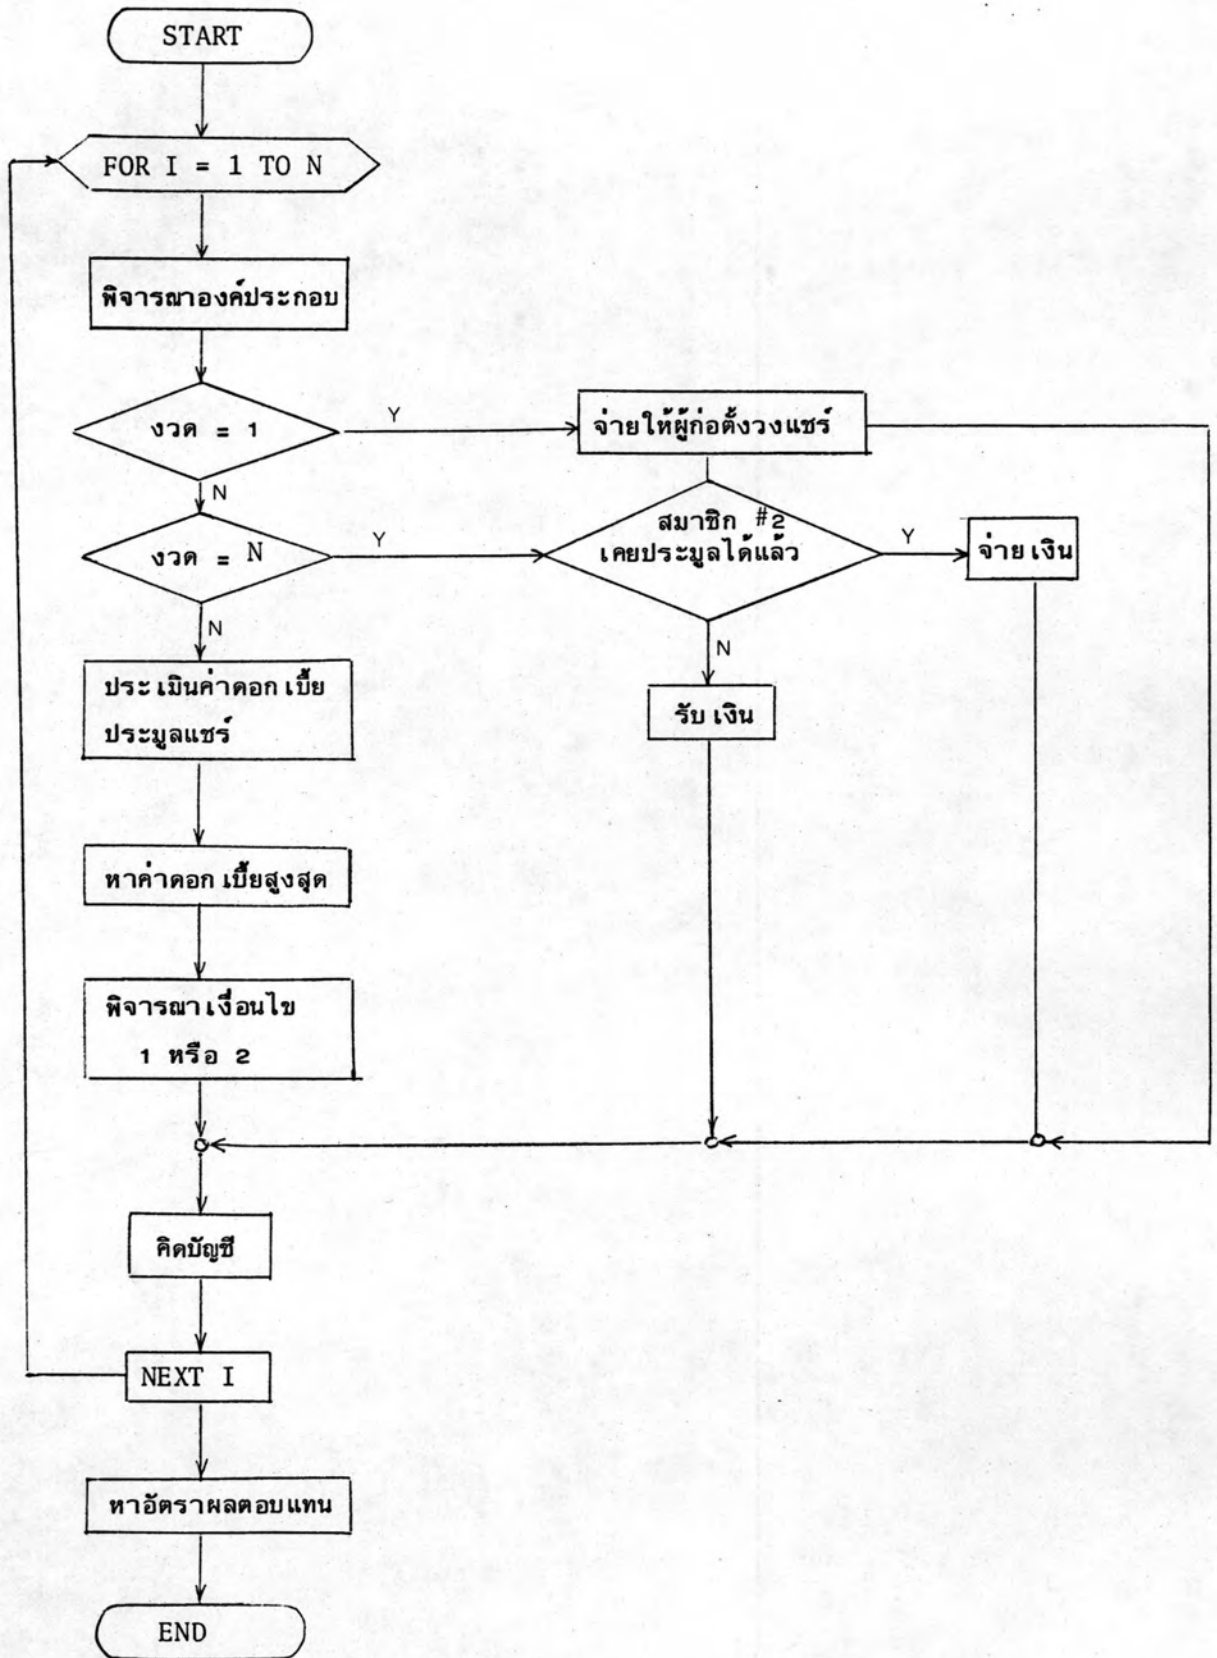 START
FOR I = 1 TO N
พิจารณาองค์ประกอบ
งวด = 1
Y
จ่ายให้ผู้ก่อตั้งวงแชร์
N
งวด = N
Y
สมาชิก #2
เคยประมูลได้แล้ว
Y
จ่ายเงิน
N
N
ประเมินค่าดอกเบี้ย
ประมูลแชร์
รับเงิน
หาค่าดอกเบี้ยสูงสุด
พิจารณาเงื่อนไข
1 หรือ 2
คิดบัญชี
NEXT I
หาอัตราผลตอบแทน
END